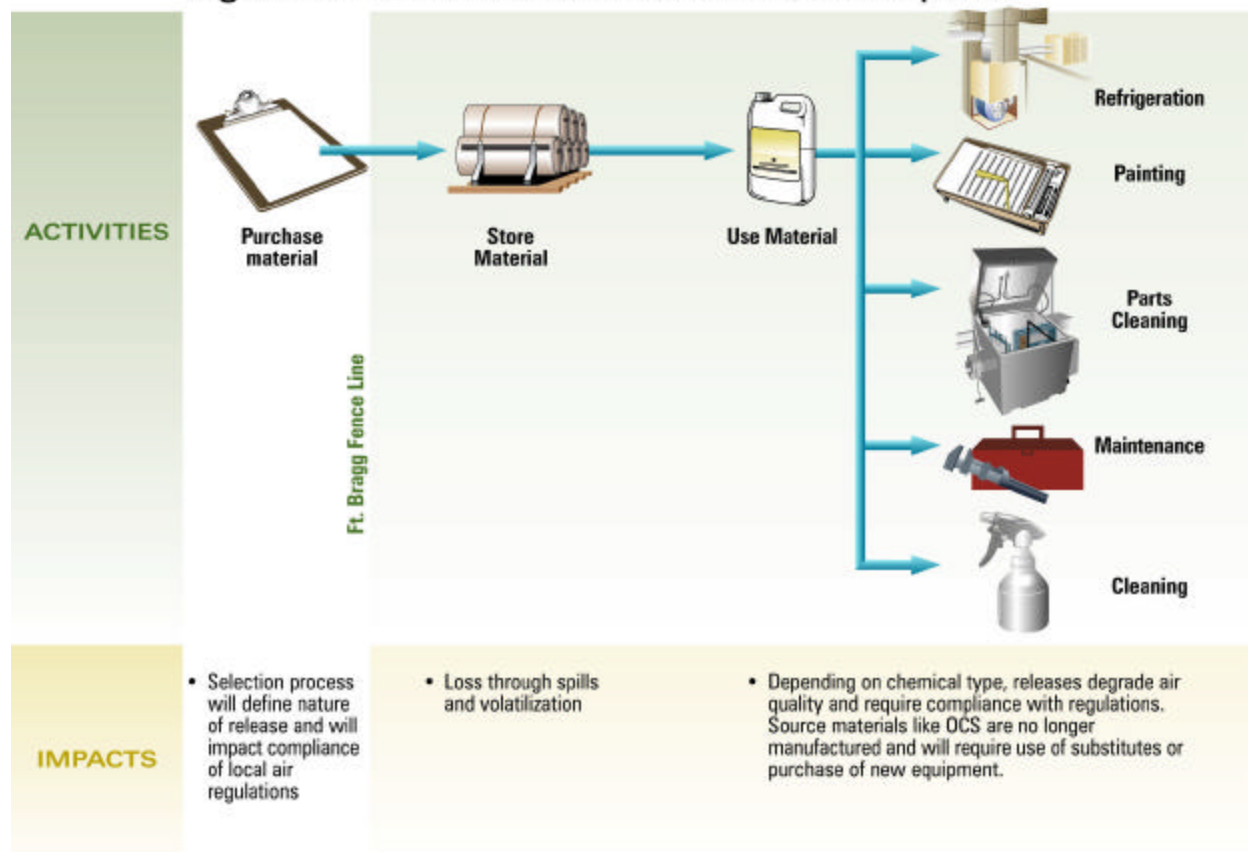 Refrigeration
Painting
ACTIVITIES
Purchase
material
Store
Material
Use Material
Parts
Cleaning
Ft. Bragg Fence Line
Maintenance
Cleaning
IMPACTS
• Selection process
will define nature
of release and will
impact compliance
of local air
regulations
• Loss through spills
and volatilization
• Depending on chemical type, releases degrade air
quality and require compliance with regulations.
Source materials like OCS are no longer
manufactured and will require use of substitutes or
purchase of new equipment.